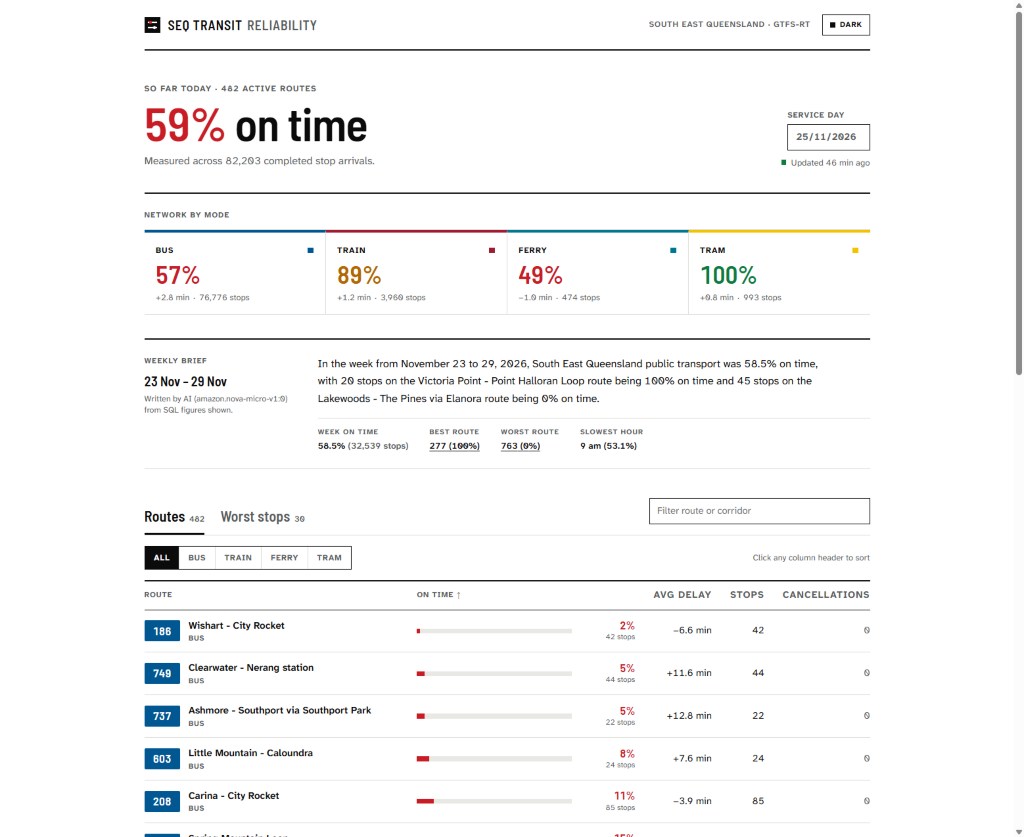 SEQ TRANSIT RELIABILITY
SOUTH EAST QUEENSLAND · GTFS-RT
DARK
SO FAR TODAY · 482 ACTIVE ROUTES
59% on time
Measured across 82,203 completed stop arrivals.
SERVICE DAY
25/11/2026
Updated 46 min ago
NETWORK BY MODE
BUS
57%
+2.8 min · 76,776 stops
TRAIN
89%
+1.2 min · 3,960 stops
FERRY
49%
−1.0 min · 474 stops
TRAM
100%
+0.8 min · 993 stops
WEEKLY BRIEF
23 Nov – 29 Nov
Written by AI (amazon.nova-micro-v1:0)
from SQL figures shown.
In the week from November 23 to 29, 2026, South East Queensland public transport was 58.5% on time,
with 20 stops on the Victoria Point - Point Halloran Loop route being 100% on time and 45 stops on the
Lakewoods - The Pines via Elanora route being 0% on time.
WEEK ON TIME
58.5% (32,539 stops)
BEST ROUTE
277 (100%)
WORST ROUTE
763 (0%)
SLOWEST HOUR
9 am (53.1%)
Routes 482
Worst stops 30
Filter route or corridor
ALL BUS TRAIN FERRY TRAM
Click any column header to sort
ROUTE ON TIME ↑ AVG DELAY STOPS CANCELLATIONS
186 Wishart - City Rocket 2% −6.6 min 42 0
BUS 42 stops
749 Clearwater - Nerang station 5% +11.6 min 44 0
BUS 44 stops
737 Ashmore - Southport via Southport Park 5% +12.8 min 22 0
BUS 22 stops
603 Little Mountain - Caloundra 8% +7.6 min 24 0
BUS 24 stops
208 Carina - City Rocket 11% −3.9 min 85 0
BUS 85 stops